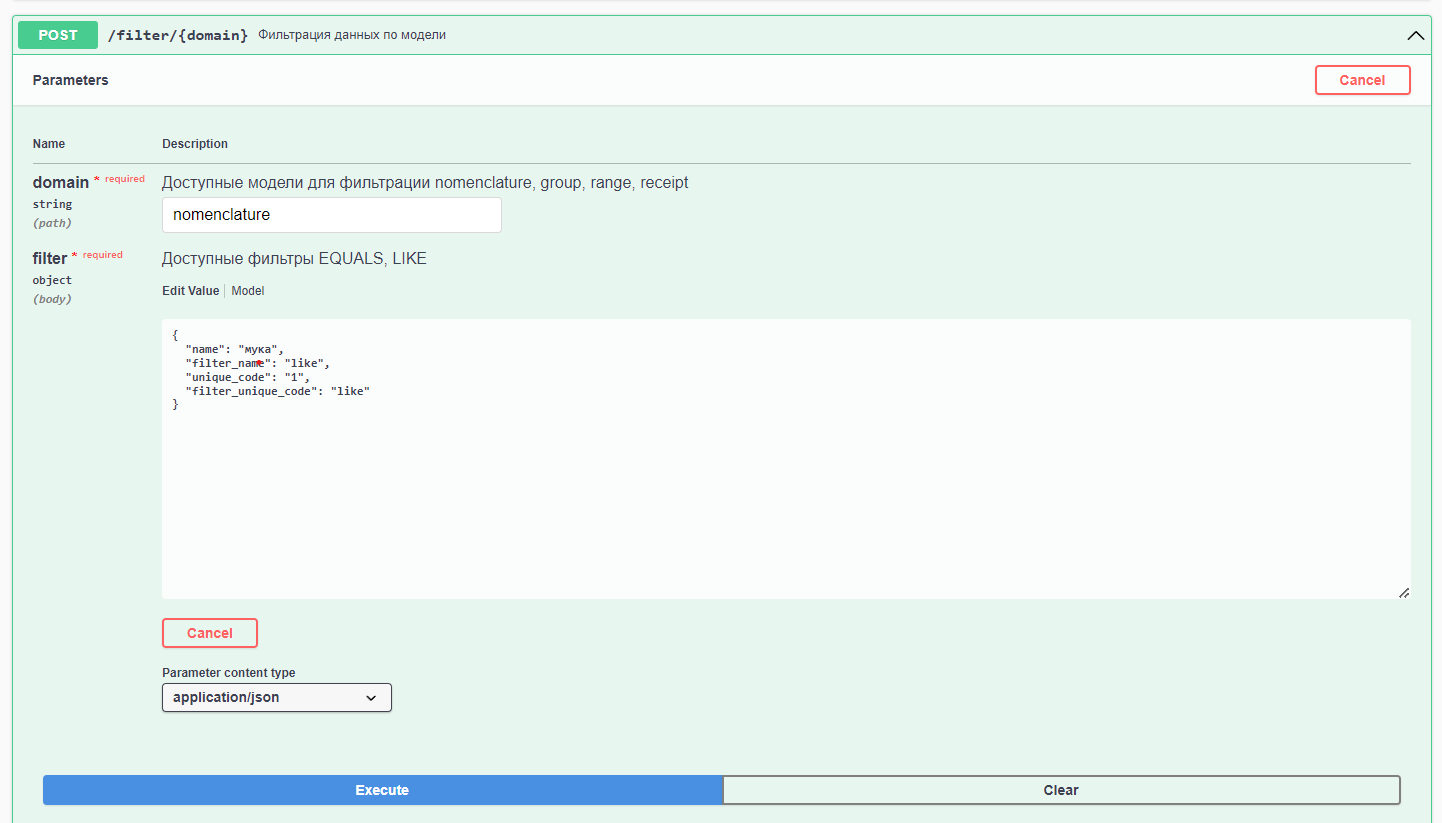 POST /filter/{domain} Фильтрация данных по модели
Parameters
Cancel
Name Description
domain * required Доступные модели для фильтрации nomenclature, group, range, receipt
string
nomenclature
(path)
filter * required Доступные фильтры EQUALS, LIKE
object
(body)
Edit Value Model
{
"name": "мука",
"filter_name": "like",
"unique_code": "1",
"filter_unique_code": "like"
}
Cancel
Parameter content type
application/json
Execute Clear